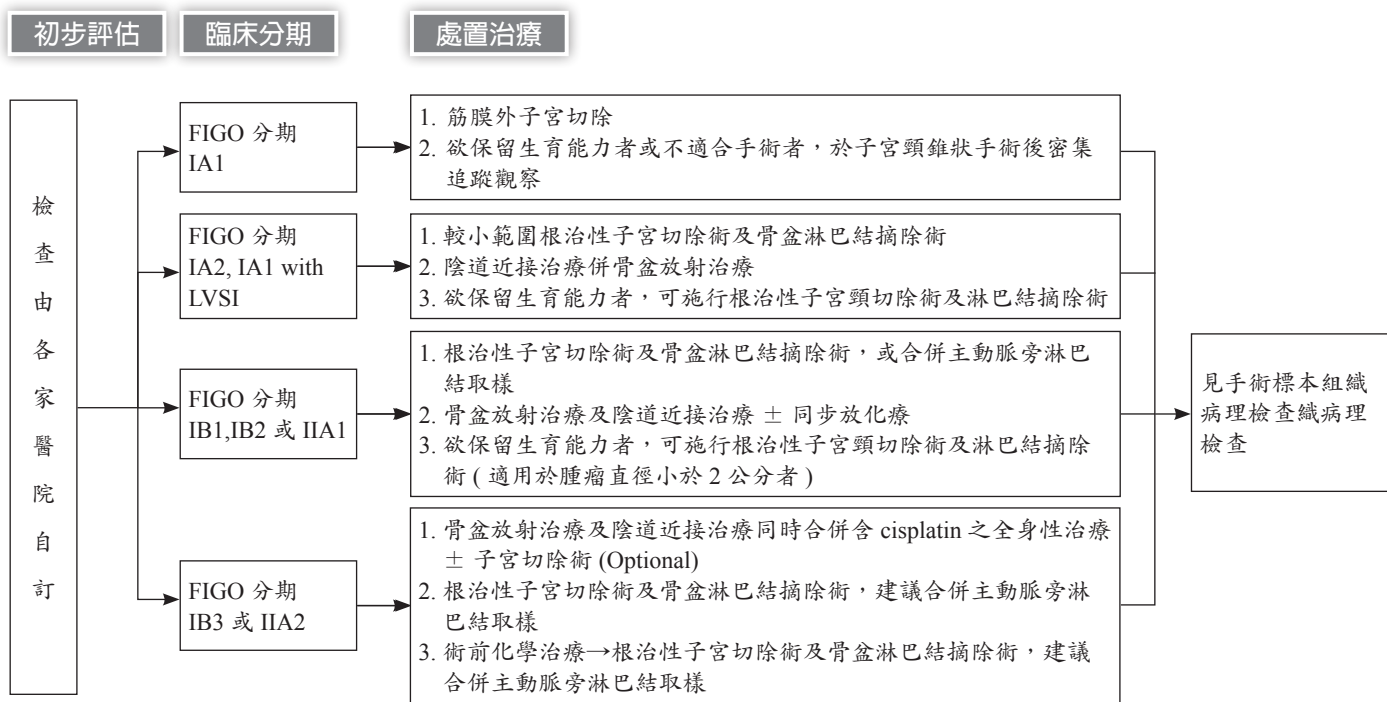 初步評估
臨床分期
處置治療
檢查由各家醫院自訂
FIGO 分期
IA1
1. 筋膜外子宮切除
2. 欲保留生育能力者或不適合手術者，於子宮頸錐狀手術後密集
追蹤觀察
FIGO 分期
IA2, IA1 with
LVSI
1. 較小範圍根治性子宮切除術及骨盆淋巴結摘除術
2. 陰道近接治療併骨盆放射治療
3. 欲保留生育能力者，可施行根治性子宮頸切除術及淋巴結摘除術
FIGO 分期
IB1,IB2 或 IIA1
1. 根治性子宮切除術及骨盆淋巴結摘除術，或合併主動脈旁淋巴
結取樣
2. 骨盆放射治療及陰道近接治療 ± 同步放化療
3. 欲保留生育能力者，可施行根治性子宮頸切除術及淋巴結摘除
術 ( 適用於腫瘤直徑小於 2 公分者 )
FIGO 分期
IB3 或 IIA2
1. 骨盆放射治療及陰道近接治療同時合併含 cisplatin 之全身性治療
± 子宮切除術 (Optional)
2. 根治性子宮切除術及骨盆淋巴結摘除術，建議合併主動脈旁淋
巴結取樣
3. 術前化學治療→根治性子宮切除術及骨盆淋巴結摘除術，建議
合併主動脈旁淋巴結取樣
見手術標本組織
病理檢查織病理
檢查